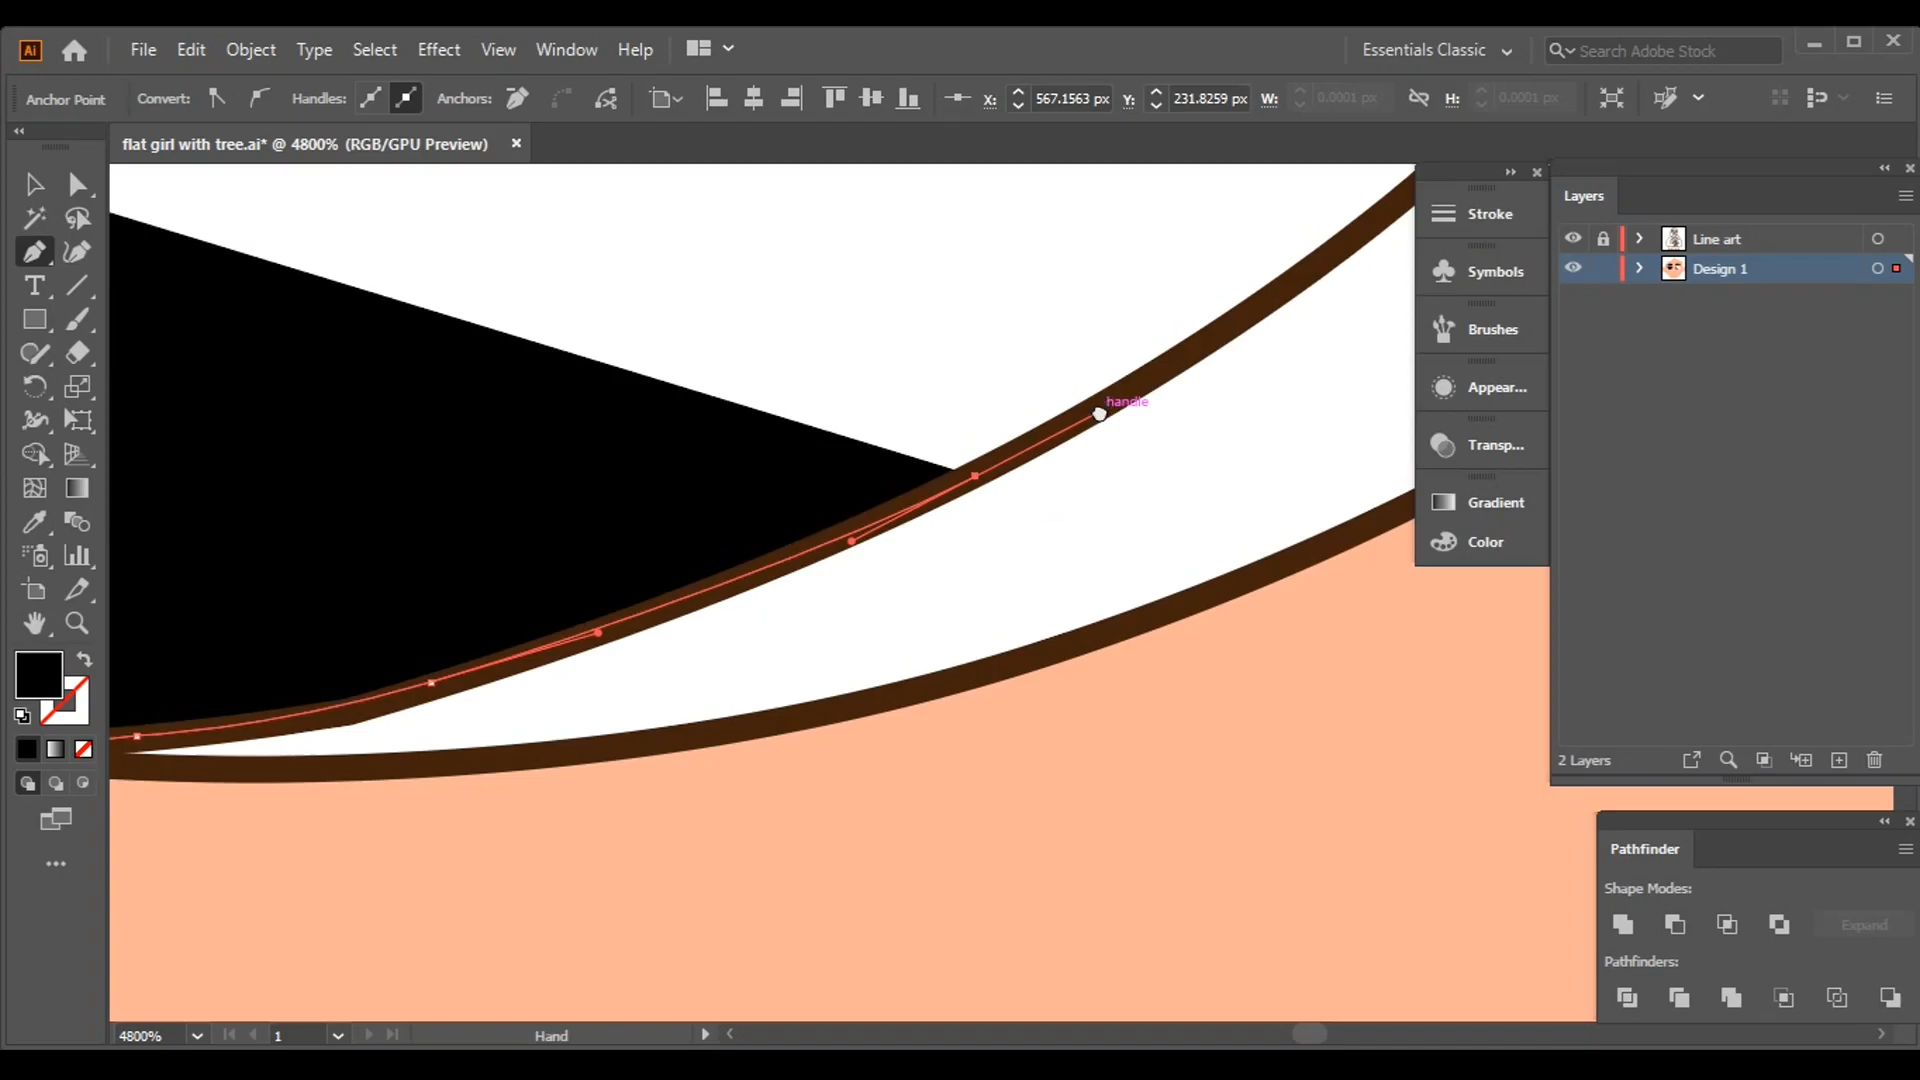 Ai File Edit Object Type Select Effect View Window Help Essentials Classic Search Adobe Stock
Anchor Point Convert: Handles: Anchors: X: 567.1563 px Y: 231.8259 px W: 0.0001 px H: 0.0001 px
flat girl with tree.ai* @ 4800% (RGB/GPU Preview)
Stroke
Symbols
Brushes
Appear...
Transp...
Gradient
Color
Layers
Line art
Design 1
2 Layers
handle
Pathfinder
Shape Modes:
Expand
Pathfinders:
4800% 1 Hand